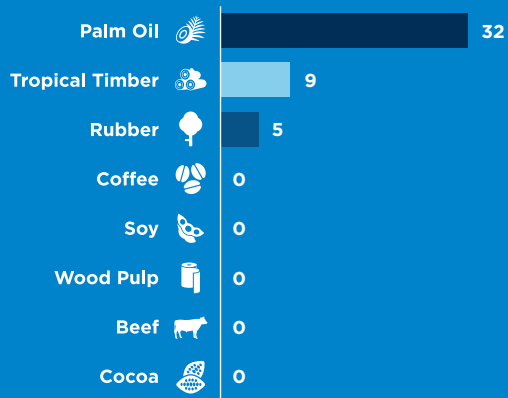 Palm Oil 32
Tropical Timber 9
Rubber 5
Coffee 0
Soy 0
Wood Pulp 0
Beef 0
Cocoa 0